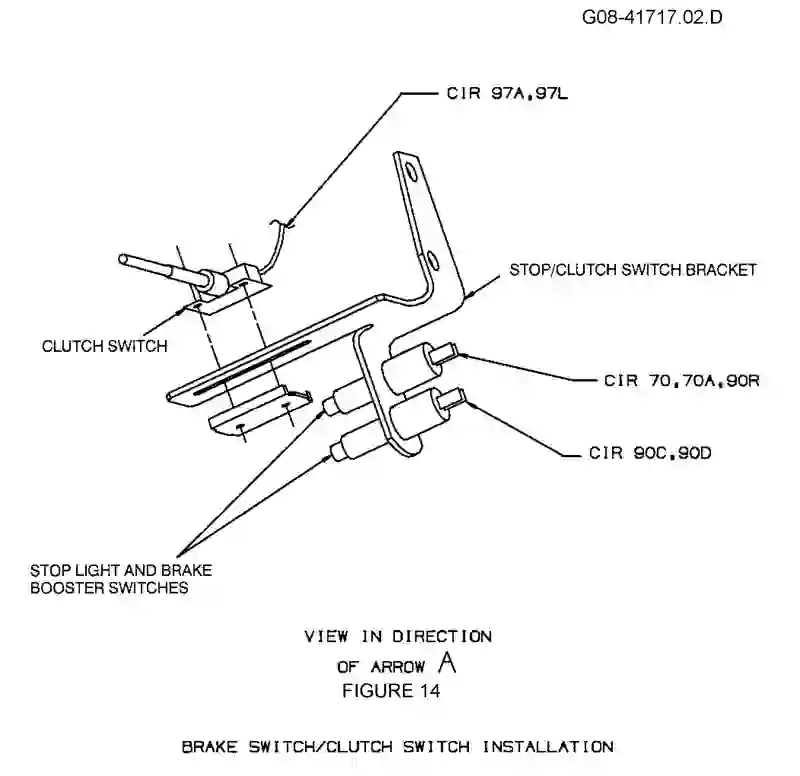 G08-41717.02.D
CIR 97A,97L
STOP/CLUTCH SWITCH BRACKET
CLUTCH SWITCH
CIR 70,70A,90R
CIR 90C,90D
STOP LIGHT AND BRAKE
BOOSTER SWITCHES
VIEW IN DIRECTION
OF ARROW A
FIGURE 14
BRAKE SWITCH/CLUTCH SWITCH INSTALLATION